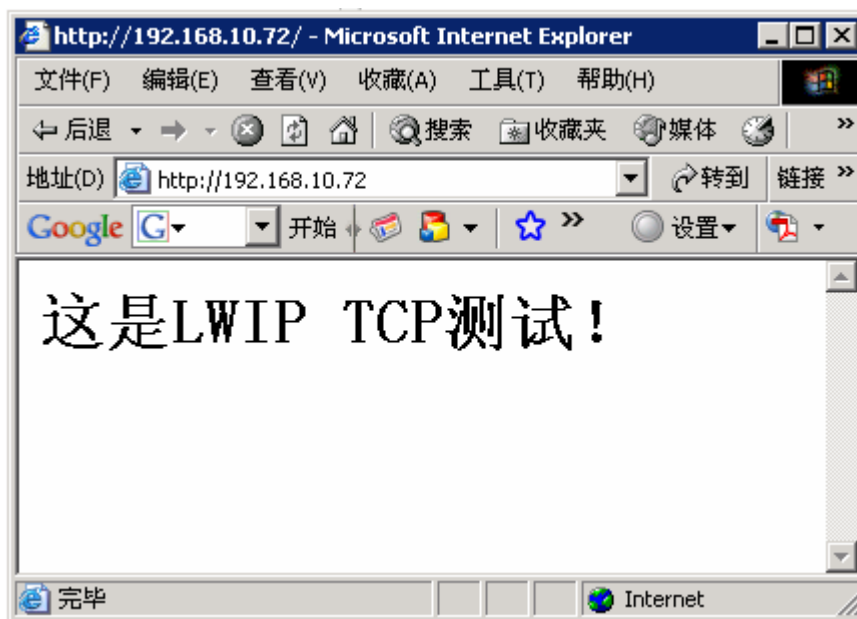 http://192.168.10.72/ - Microsoft Internet Explorer
文件(F) 编辑(E) 查看(V) 收藏(A) 工具(T) 帮助(H)
后退 搜索 收藏夹 媒体 »
地址(D) http://192.168.10.72 转到 链接 »
Google G 开始 » 设置
这是LWIP TCP测试!
完毕 Internet